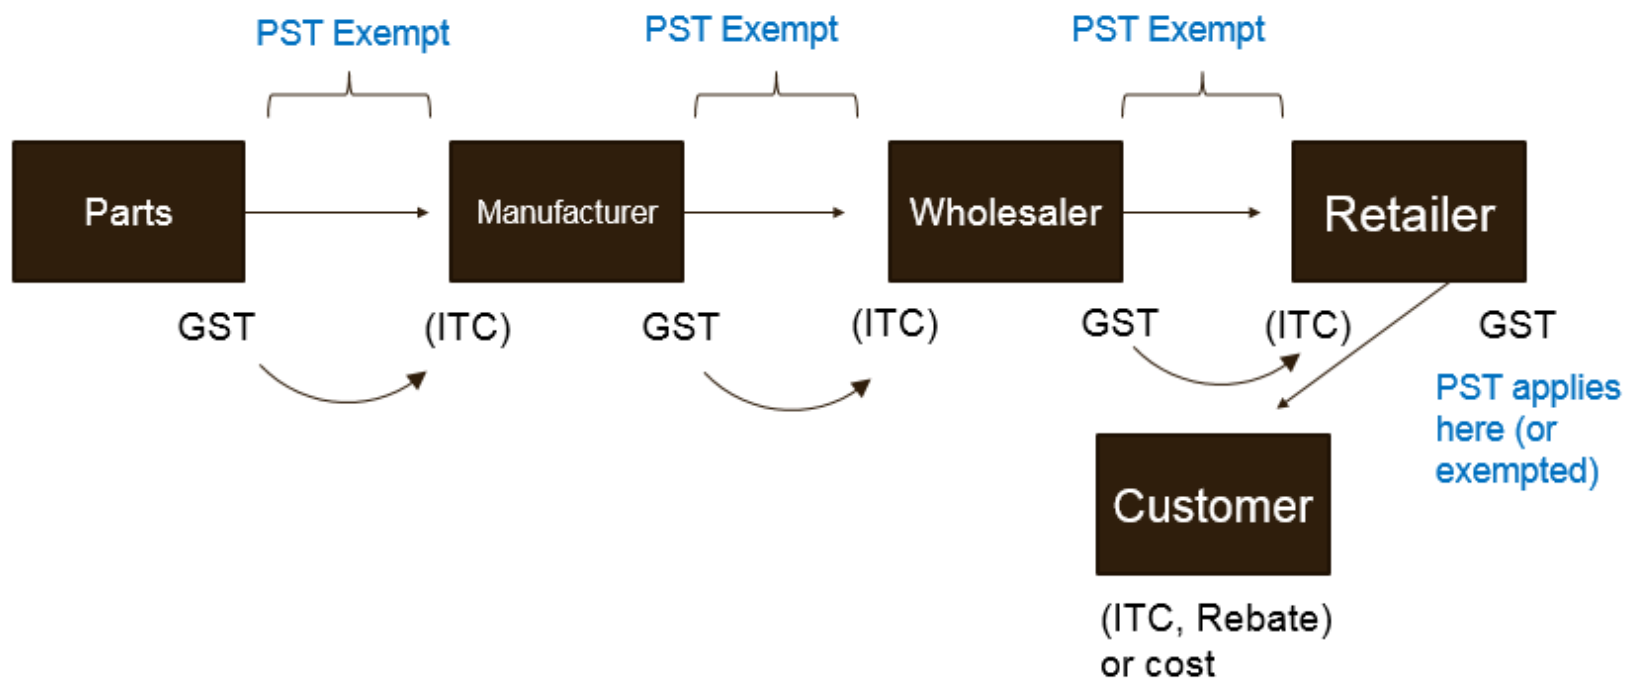 PST Exempt
PST Exempt
PST Exempt
Parts
Manufacturer
Wholesaler
Retailer
GST
(ITC)
GST
(ITC)
GST
(ITC)
GST
PST applies
here (or
exempted)
Customer
(ITC, Rebate)
or cost